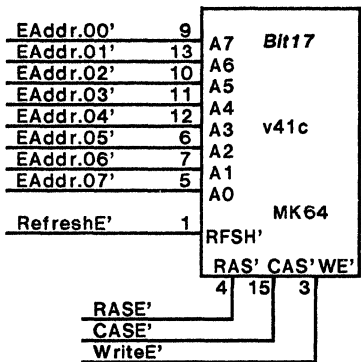 EAddr.00' 9 A7 Bit17
EAddr.01' 13 A6
EAddr.02' 10 A5
EAddr.03' 11 A4
EAddr.04' 12 A3 v41c
EAddr.05' 6 A2
EAddr.06' 7 A1
EAddr.07' 5 A0
MK64
RefreshE' 1 RFSH'
RAS' CAS' WE'
4 15 3
RASE'
CASE'
WriteE'